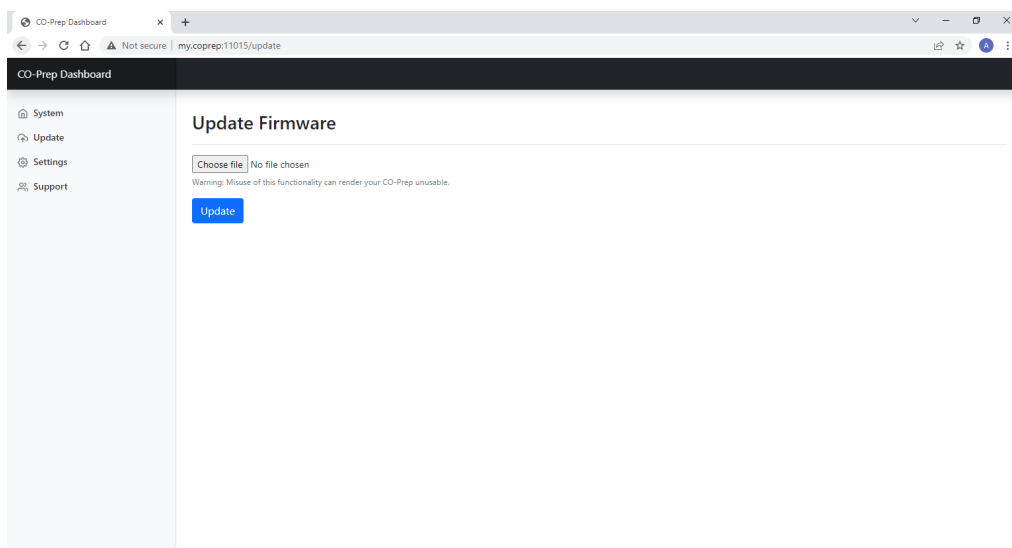 CO-Prep Dashboard
Not secure my.coprep:11015/update
A
CO-Prep Dashboard
System
Update
Settings
Support
Update Firmware
Choose file No file chosen
Warning: Misuse of this functionality can render your CO-Prep unusable.
Update